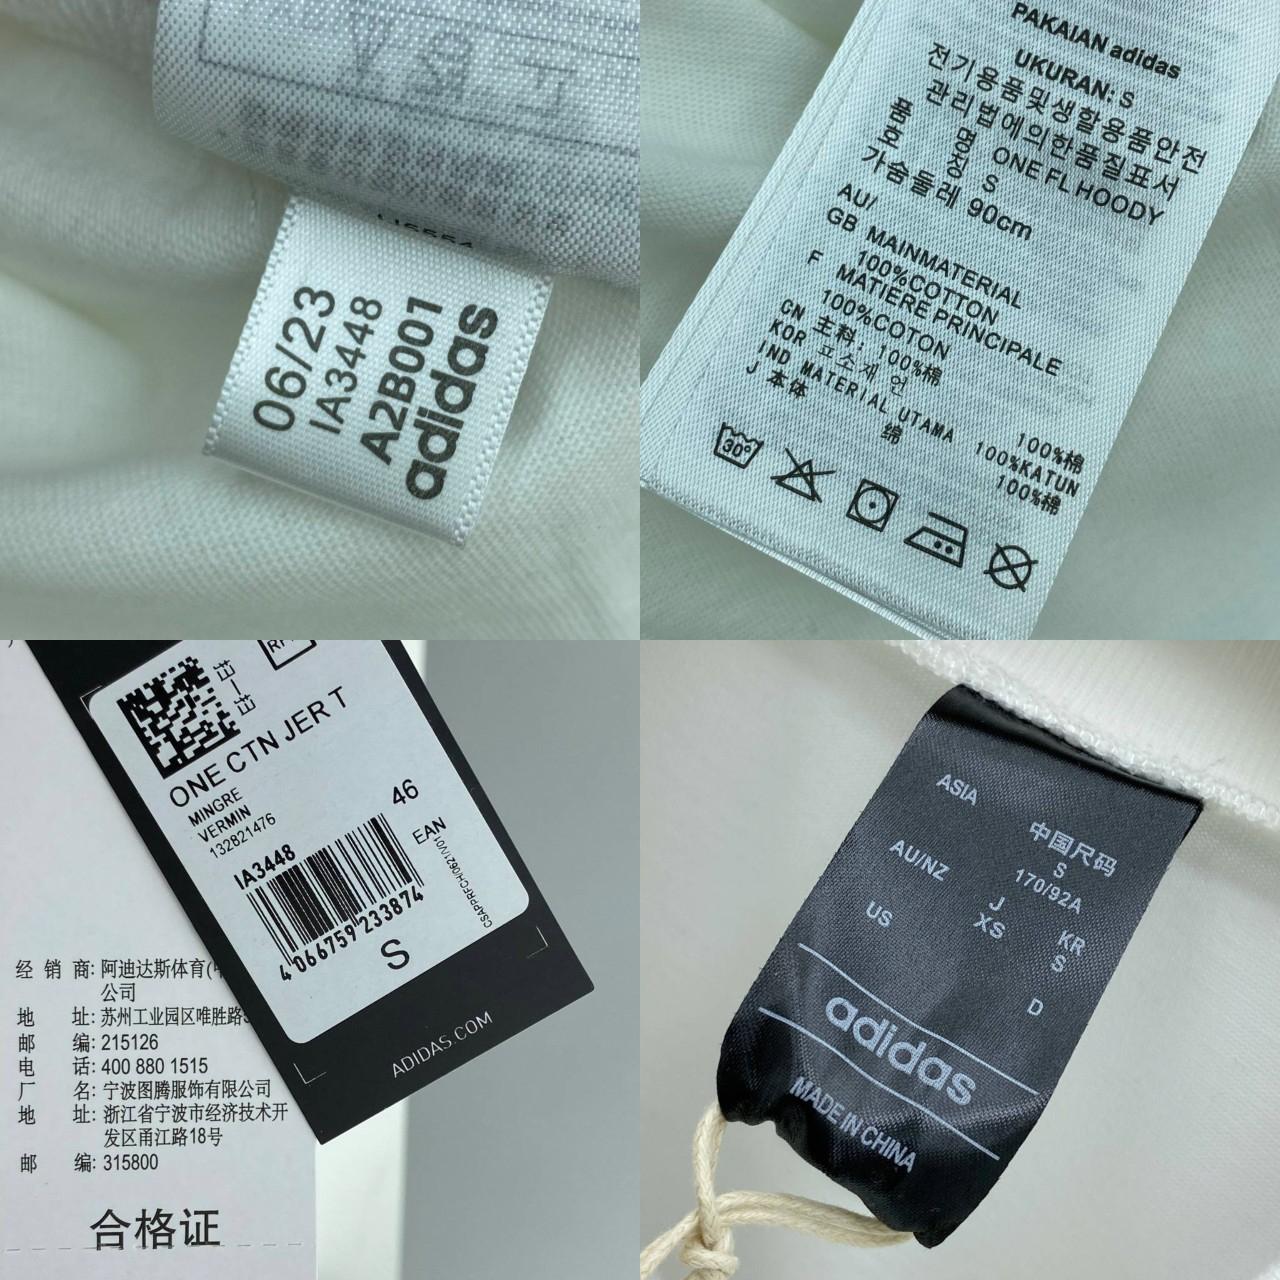 06/23
IA3448
A2B001
adidas
PAKAIAN adidas
UKURAN: S
전기용품및생활용품안전
관리법에의한품질표서
품 명 ONE FL HOODY
호 칭 S
가슴둘레 90cm
AU/
GB MAINMATERIAL
100%COTTON
F MATIERE PRINCIPALE
100%COTON
CN 主料: 100%棉
KOR 표소재 면 100%棉
IND MATERIAL UTAMA 100%KATUN
J 本体 绵 100%棉
30°
ONE CTN JER T
MINGRE
VERMIN
132821476
46
IA3448
EAN
4 066759 233874
CSAPPRFCH/0621/V01
S
ADIDAS.COM
经 销 商: 阿迪达斯体育(
公司
地 址: 苏州工业园区唯胜路
邮 编: 215126
电 话: 400 880 1515
厂 名: 宁波图腾服饰有限公司
地 址: 浙江省宁波市经济技术开
发区甬江路18号
邮 编: 315800
合格证
ASIA
中国尺码
S
170/92A
AU/NZ
J
XS
US
KR
S
D
adidas
MADE IN CHINA